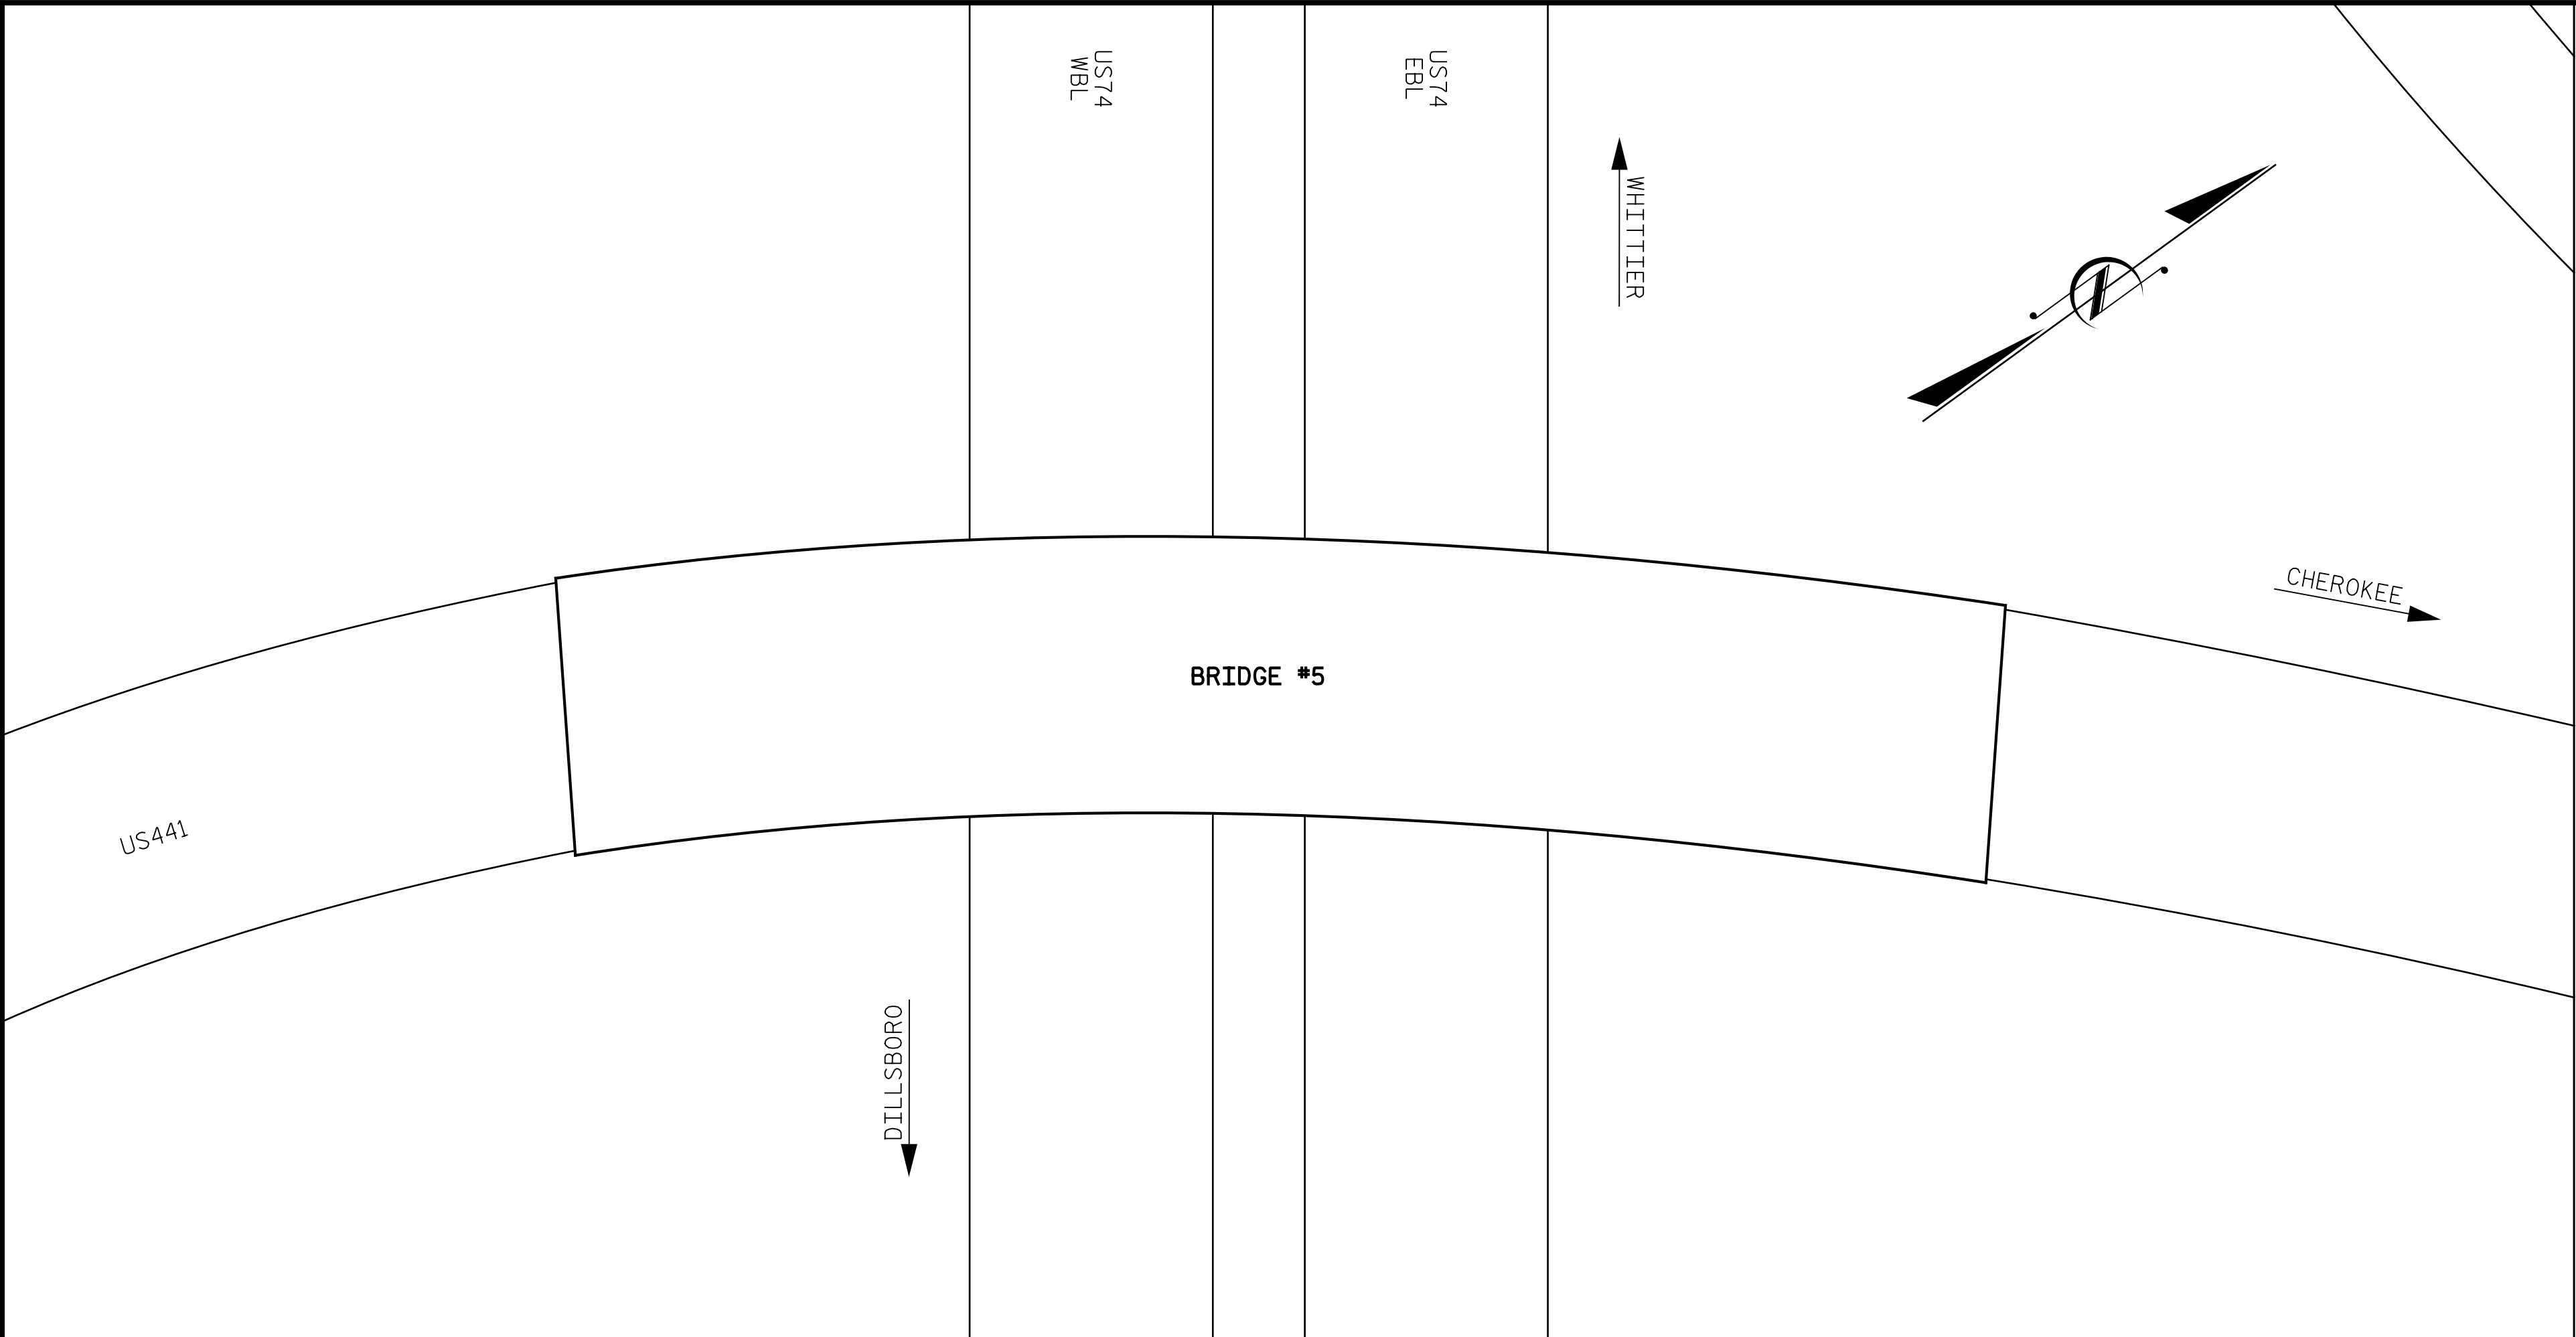 US74
WBL
US74
EBL
WHITTIER
N
CHEROKEE
BRIDGE #5
US441
DILLSBORO